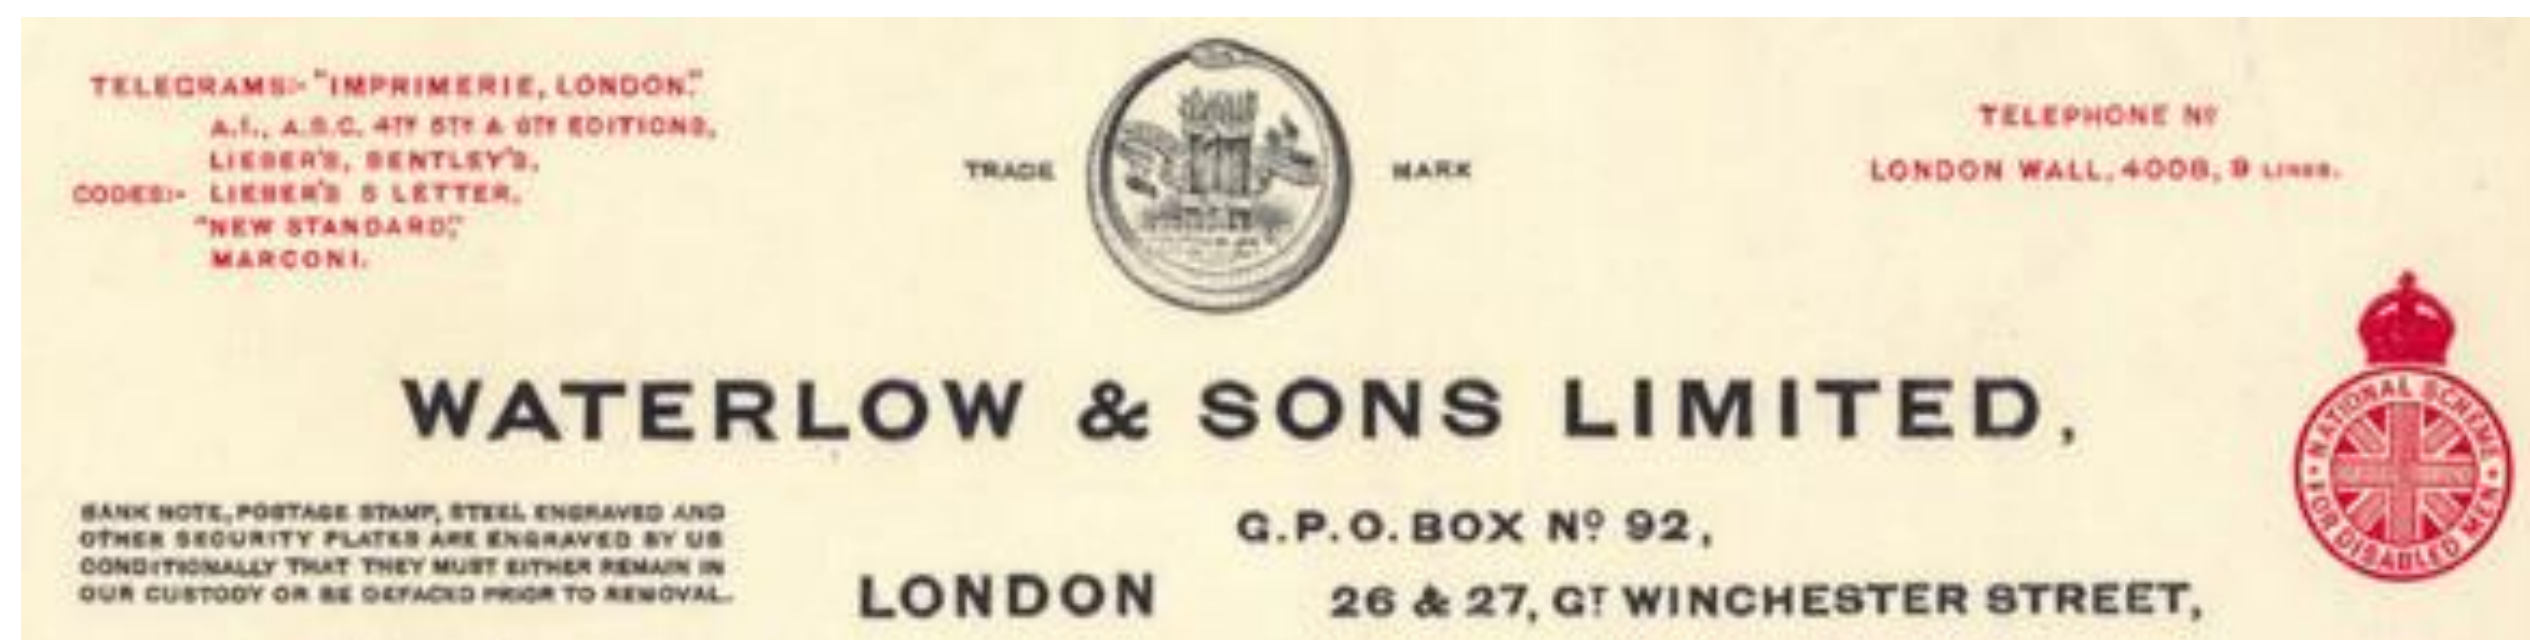 TELEGRAMS:- "IMPRIMERIE, LONDON."
A.1., A.B.C. 4TH 5TH & 6TH EDITIONS,
LIEBER'S, BENTLEY'S,
CODES:- LIEBER'S 5 LETTER,
"NEW STANDARD,"
MARCONI.
TRADE MARK
TELEPHONE No
LONDON WALL, 4008, 9 LINES.
WATERLOW & SONS LIMITED,
NATIONAL SCHEME
FOR DISABLED MEN
BANK NOTE, POSTAGE STAMP, STEEL ENGRAVED AND
OTHER SECURITY PLATES ARE ENGRAVED BY US
CONDITIONALLY THAT THEY MUST EITHER REMAIN IN
OUR CUSTODY OR BE DEFACED PRIOR TO REMOVAL.
G.P.O. BOX No 92,
LONDON 26 & 27, GT WINCHESTER STREET,